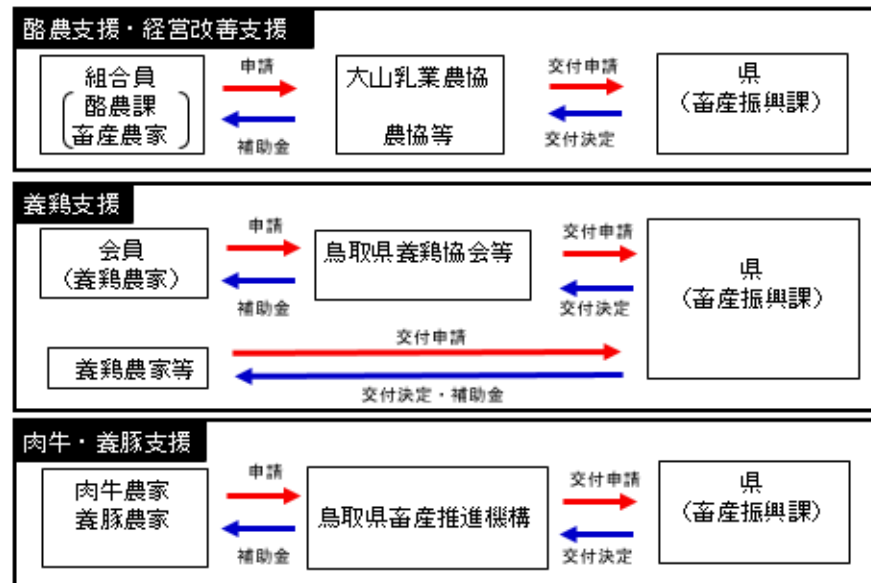 酪農支援・経営改善支援
組合員
酪農課
畜産農家
申請
補助金
大山乳業農協
農協等
交付申請
交付決定
県
（畜産振興課）
養鶏支援
会員
（養鶏農家）
申請
補助金
鳥取県養鶏協会等
交付申請
交付決定
県
（畜産振興課）
養鶏農家等
交付申請
交付決定・補助金
肉牛・養豚支援
肉牛農家
養豚農家
申請
補助金
鳥取県畜産推進機構
交付申請
交付決定
県
（畜産振興課）